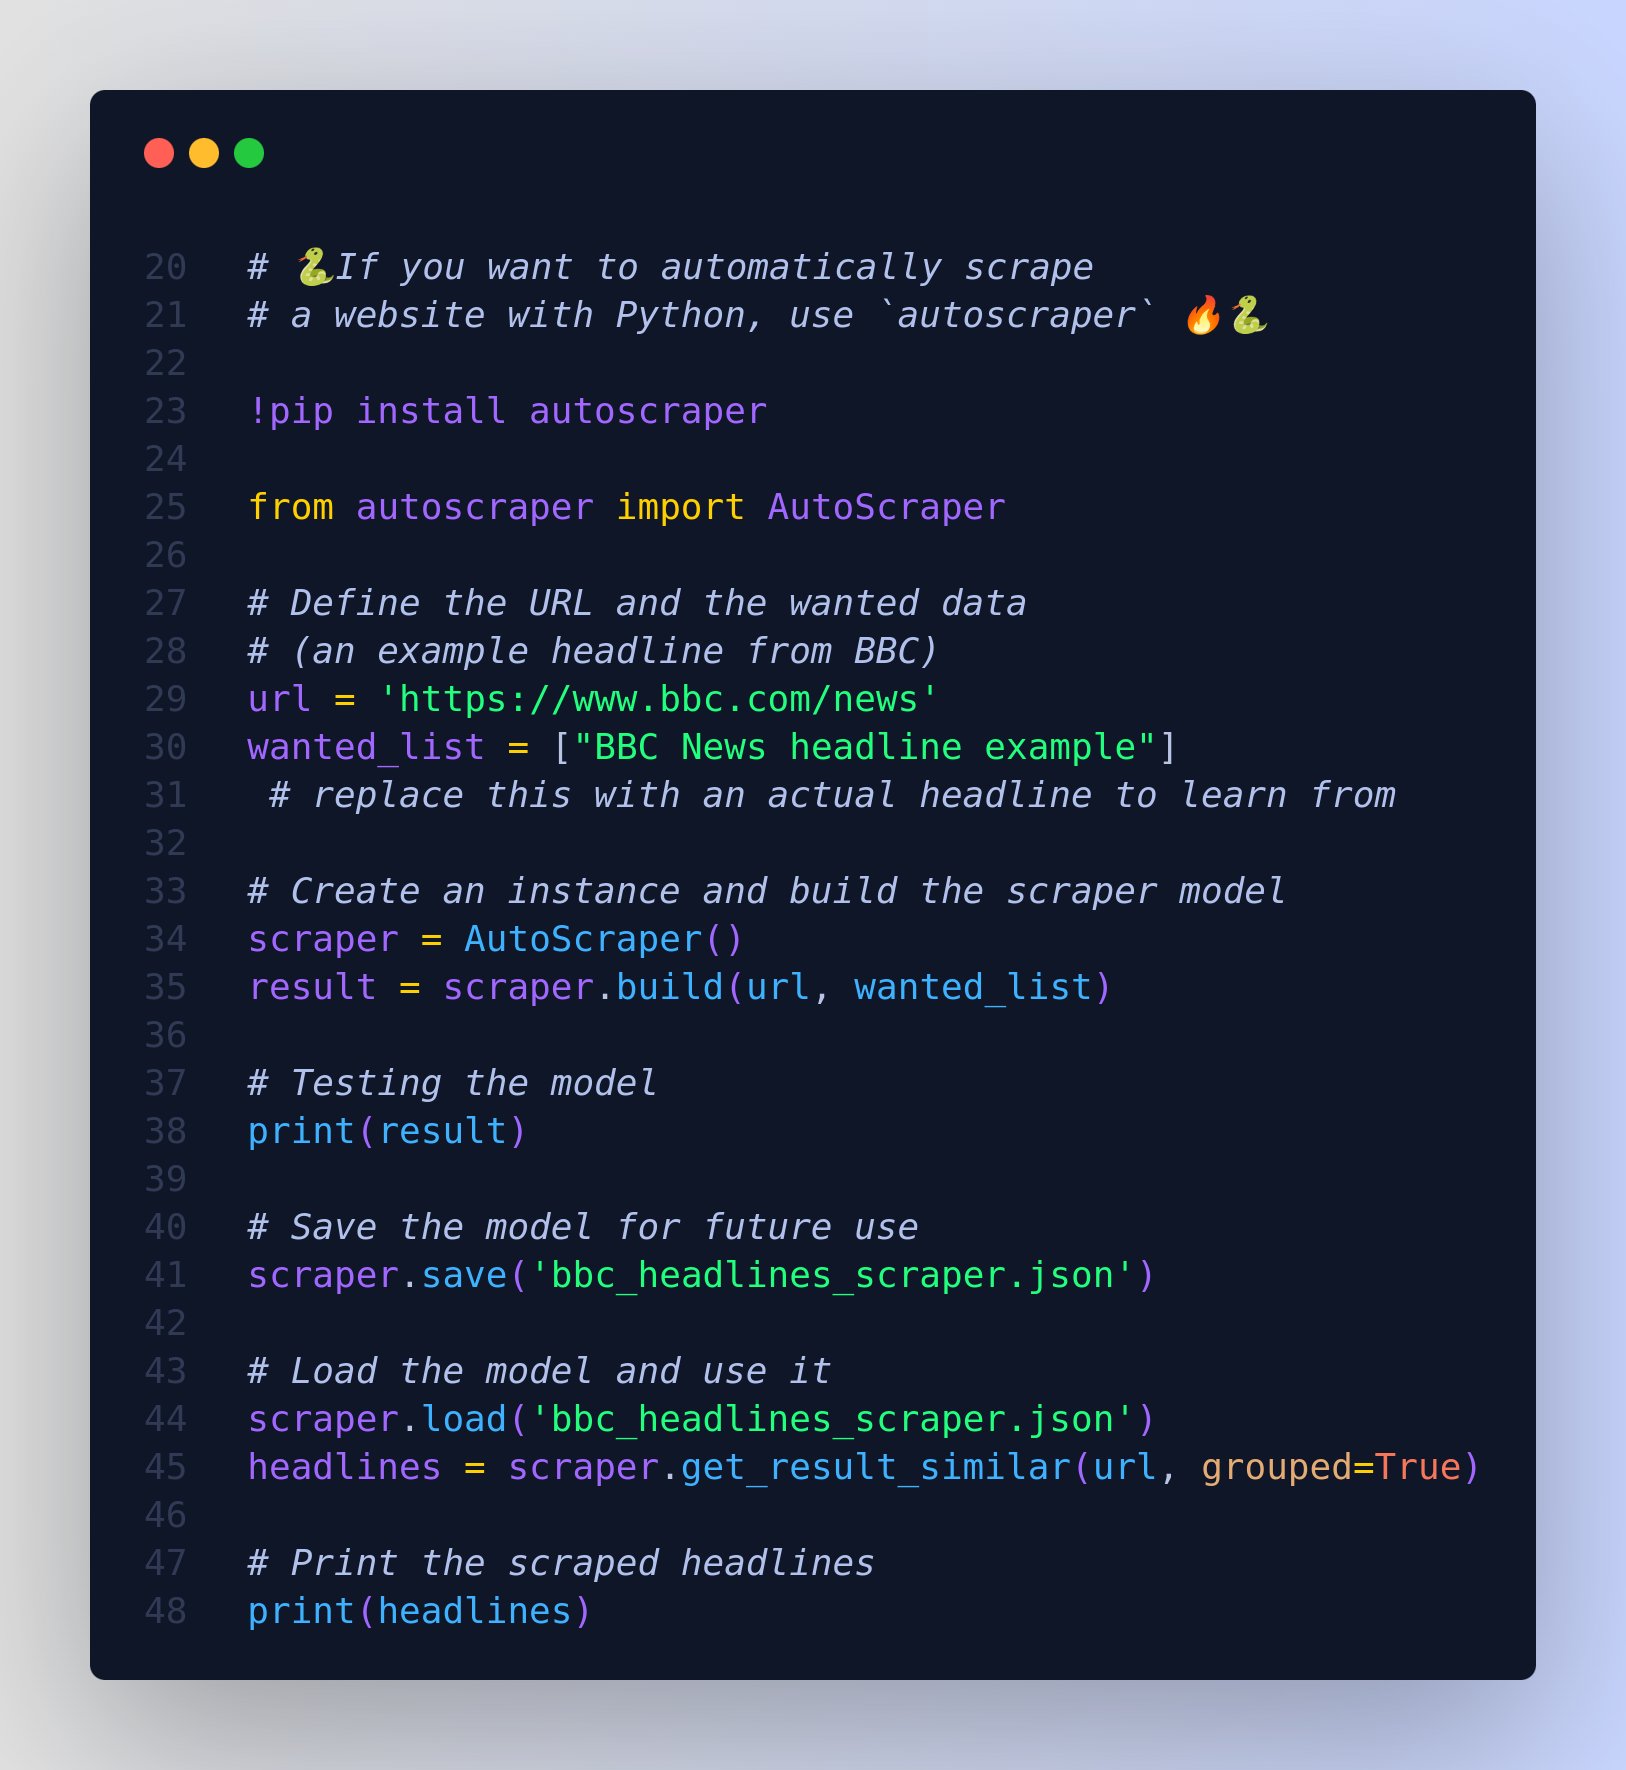 20 # 🐍If you want to automatically scrape
21 # a website with Python, use `autoscraper` 🔥🐍
22
23 !pip install autoscraper
24
25 from autoscraper import AutoScraper
26
27 # Define the URL and the wanted data
28 # (an example headline from BBC)
29 url = 'https://www.bbc.com/news'
30 wanted_list = ["BBC News headline example"]
31  # replace this with an actual headline to learn from
32
33 # Create an instance and build the scraper model
34 scraper = AutoScraper()
35 result = scraper.build(url, wanted_list)
36
37 # Testing the model
38 print(result)
39
40 # Save the model for future use
41 scraper.save('bbc_headlines_scraper.json')
42
43 # Load the model and use it
44 scraper.load('bbc_headlines_scraper.json')
45 headlines = scraper.get_result_similar(url, grouped=True)
46
47 # Print the scraped headlines
48 print(headlines)